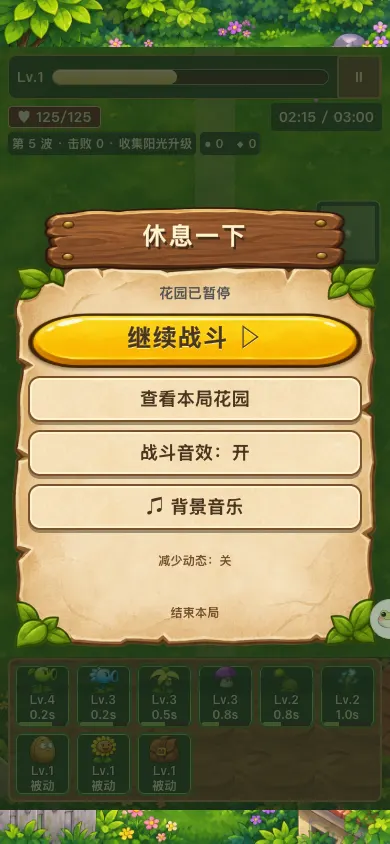 Lv.1
125/125
02:15 / 03:00
第 5 波 · 击败 0 · 收集阳光升级
0 0
休息一下
花园已暂停
继续战斗
查看本局花园
战斗音效：开
背景音乐
减少动态：关
结束本局
Lv.4 Lv.3 Lv.3 Lv.3 Lv.2 Lv.2
0.2s 0.2s 0.5s 0.8s 0.8s 1.0s
Lv.1 Lv.1 Lv.1
被动 被动 被动